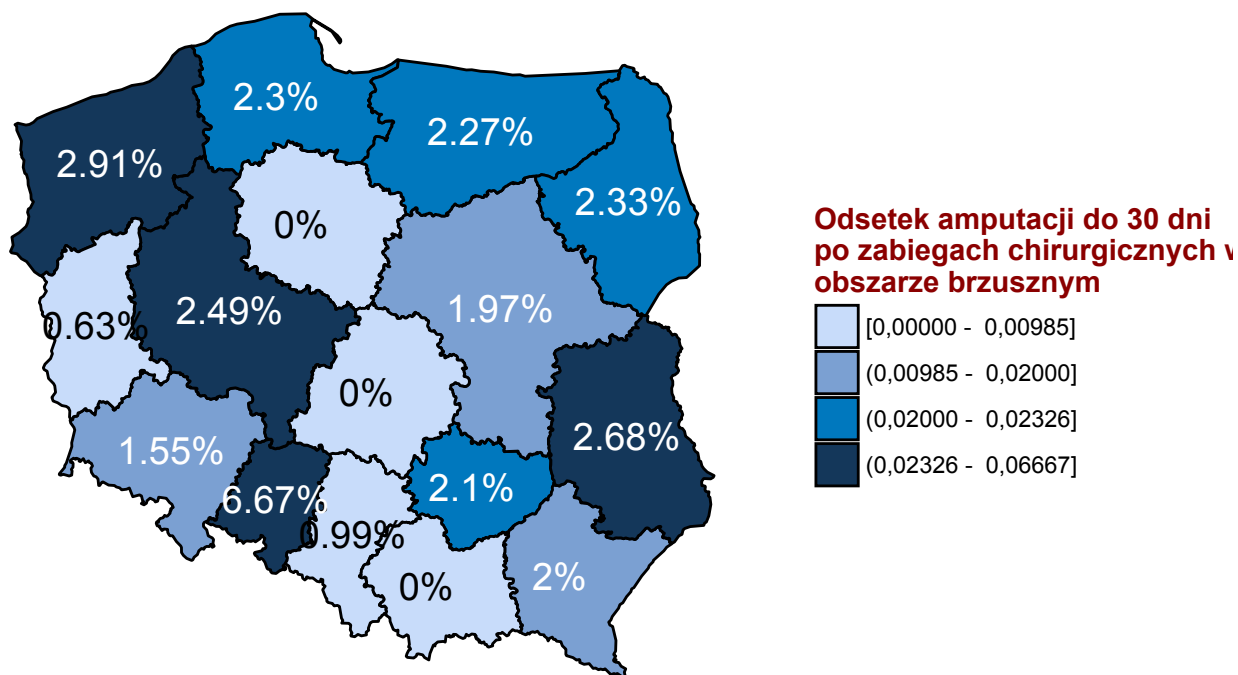 2.3%
2.27%
2.91%
2.33%
0%
2.49%
1.97%
0.63%
0%
2.68%
1.55%
6.67%
2.1%
0.99%
0%
2%
Odsetek amputacji do 30 dni
po zabiegach chirurgicznych w
obszarze brzusznym
[0,00000 - 0,00985]
(0,00985 - 0,02000]
(0,02000 - 0,02326]
(0,02326 - 0,06667]